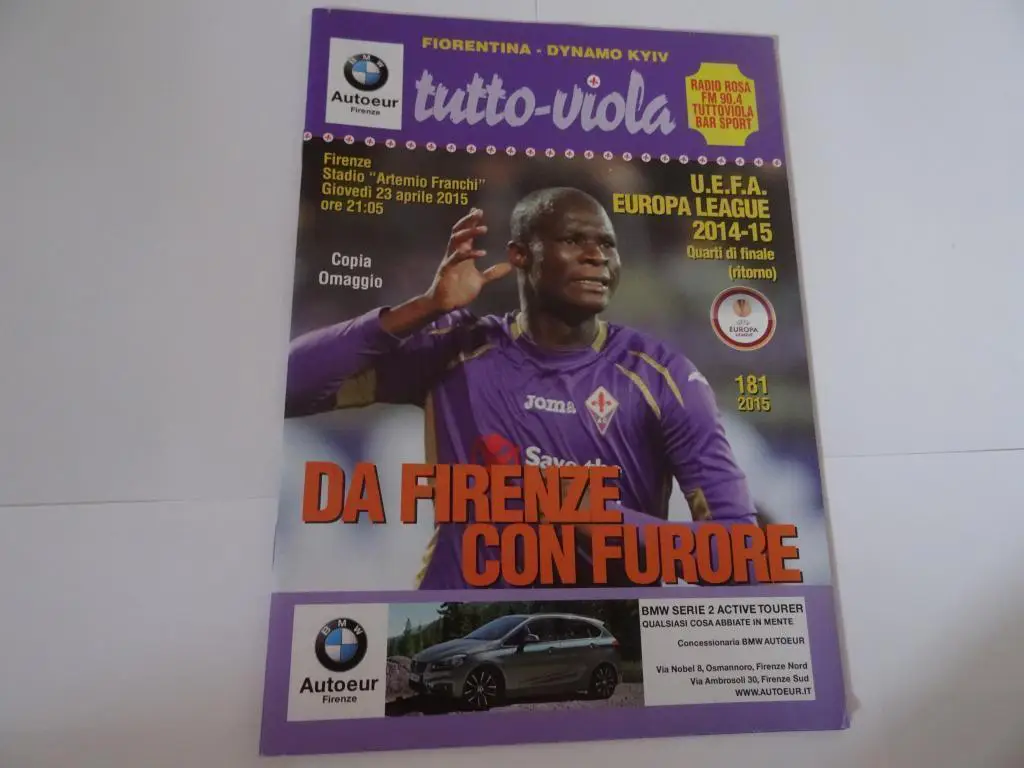 FIORENTINA - DYNAMO KYIV
BMW
Autoeur
Firenze
tutto-viola
RADIO ROSA
FM 90.4
TUTTOVIOLA
BAR SPORT
Firenze
Stadio "Artemio Franchi"
Giovedì 23 aprile 2015
ore 21:05
Copia
Omaggio
U.E.F.A.
EUROPA LEAGUE
2014-15
Quarti di finale
(ritorno)
UEFA
EUROPA
LEAGUE
181
2015
Joma
Save the
DA FIRENZE
CON FURORE
BMW
Autoeur
Firenze
BMW SERIE 2 ACTIVE TOURER
QUALSIASI COSA ABBIATE IN MENTE
Concessionaria BMW AUTOEUR
Via Nobel 8, Osmannoro, Firenze Nord
Via Ambrosoli 30, Firenze Sud
WWW.AUTOEUR.IT